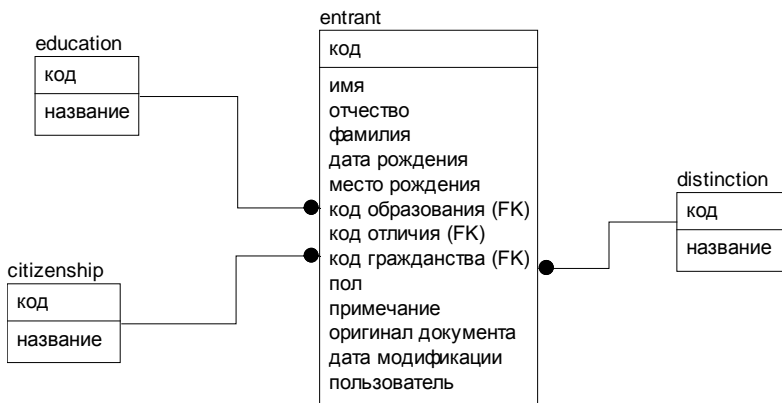 education
код
название
citizenship
код
название
entrant
код
имя
отчество
фамилия
дата рождения
место рождения
код образования (FK)
код отличия (FK)
код гражданства (FK)
пол
примечание
оригинал документа
дата модификации
пользователь
distinction
код
название